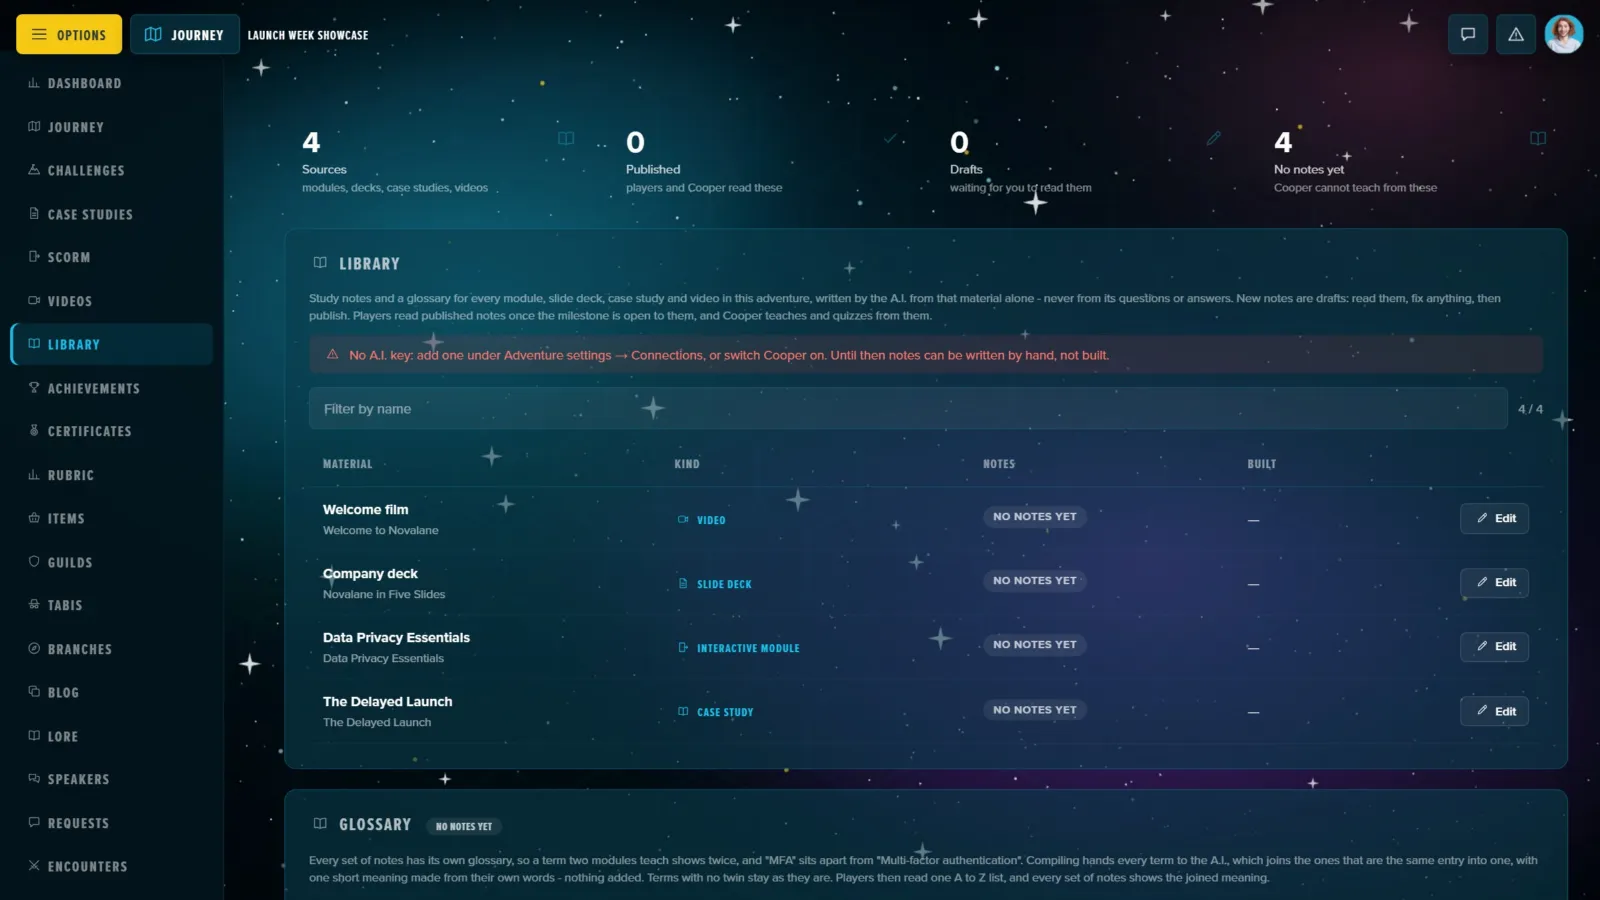 OPTIONS
JOURNEY
LAUNCH WEEK SHOWCASE
DASHBOARD
JOURNEY
CHALLENGES
CASE STUDIES
SCORM
VIDEOS
LIBRARY
ACHIEVEMENTS
CERTIFICATES
RUBRIC
ITEMS
GUILDS
TABIS
BRANCHES
BLOG
LORE
SPEAKERS
REQUESTS
ENCOUNTERS
4
Sources
modules, decks, case studies, videos
0
Published
players and Cooper read these
0
Drafts
waiting for you to read them
4
No notes yet
Cooper cannot teach from these
LIBRARY
Study notes and a glossary for every module, slide deck, case study and video in this adventure, written by the A.I. from that material alone - never from its questions or answers. New notes are drafts: read them, fix anything, then
publish. Players read published notes once the milestone is open to them, and Cooper teaches and quizzes from them.
No A.I. key: add one under Adventure settings → Connections, or switch Cooper on. Until then notes can be written by hand, not built.
Filter by name
4 / 4
MATERIAL KIND NOTES BUILT
Welcome film
Welcome to Novalane
VIDEO
NO NOTES YET
—
Edit
Company deck
Novalane in Five Slides
SLIDE DECK
NO NOTES YET
—
Edit
Data Privacy Essentials
Data Privacy Essentials
INTERACTIVE MODULE
NO NOTES YET
—
Edit
The Delayed Launch
The Delayed Launch
CASE STUDY
NO NOTES YET
—
Edit
GLOSSARY
NO NOTES YET
Every set of notes has its own glossary, so a term two modules teach shows twice, and "MFA" sits apart from "Multi-factor authentication". Compiling hands every term to the A.I., which joins the ones that are the same entry into one, with
one short meaning made from their own words - nothing added. Terms with no twin stay as they are. Players then read one A to Z list, and every set of notes shows the joined meaning.